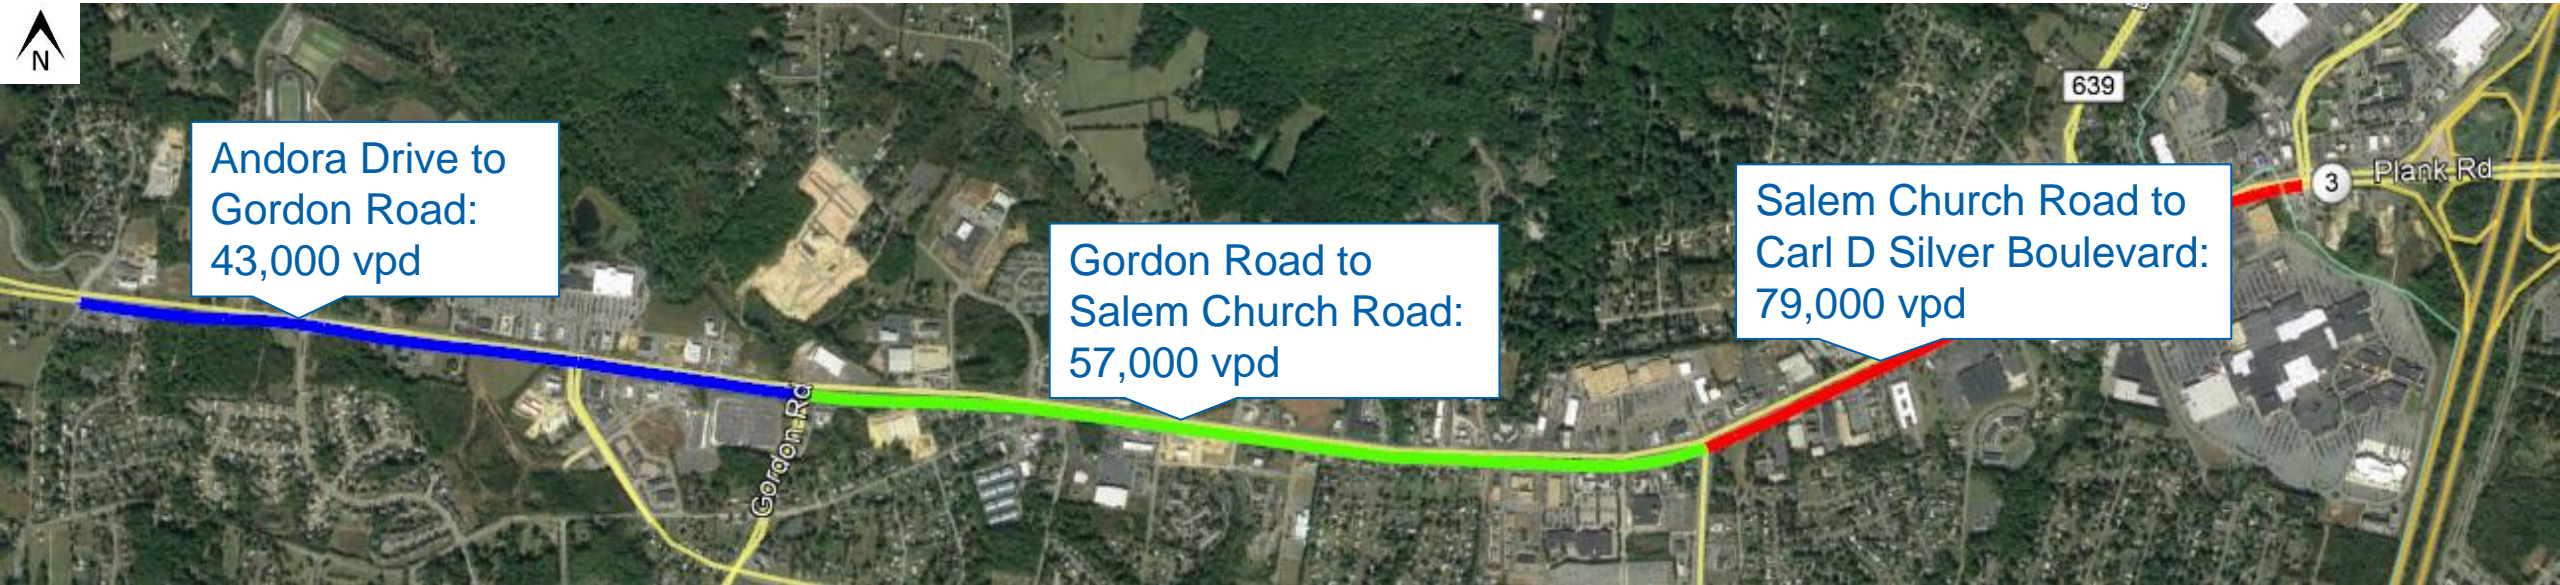 N
Andora Drive to
Gordon Road:
43,000 vpd
Gordon Road to
Salem Church Road:
57,000 vpd
Salem Church Road to
Carl D Silver Boulevard:
79,000 vpd
639
3
Plank Rd
Gordon Rd